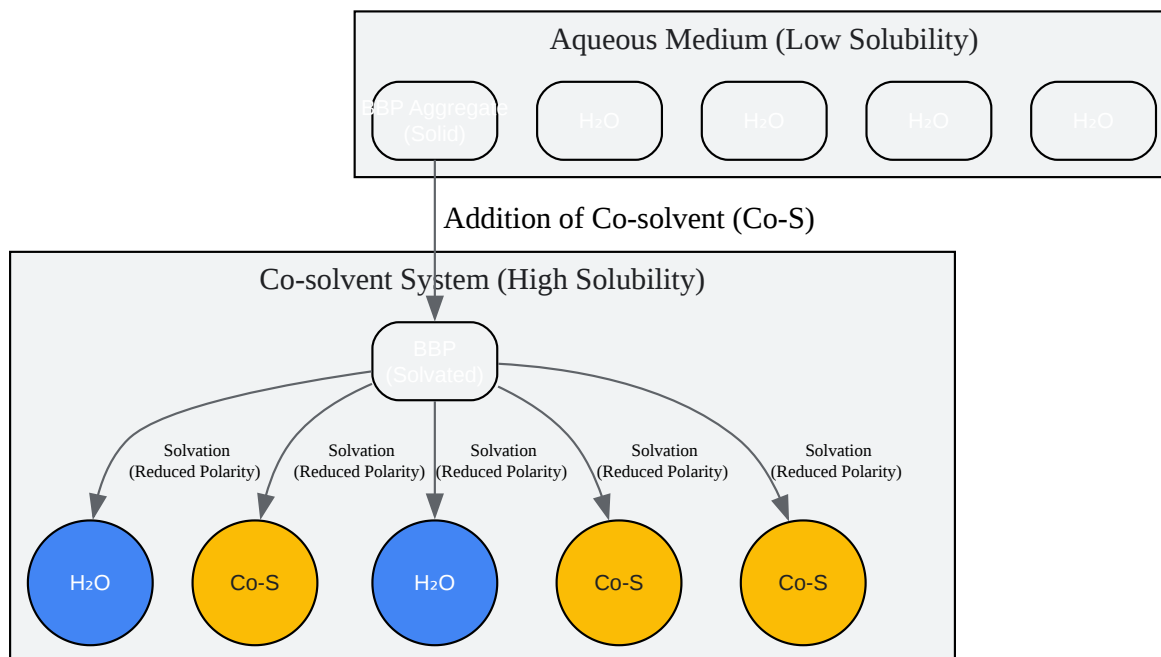 Aqueous Medium (Low Solubility)
BBP Aggregate
(Solid)
H₂O
H₂O
H₂O
H₂O
Addition of Co-solvent (Co-S)
Co-solvent System (High Solubility)
BBP
(Solvated)
Solvation
(Reduced Polarity)
Solvation
(Reduced Polarity)
Solvation
(Reduced Polarity)
Solvation
(Reduced Polarity)
Solvation
(Reduced Polarity)
H₂O
Co-S
H₂O
Co-S
Co-S